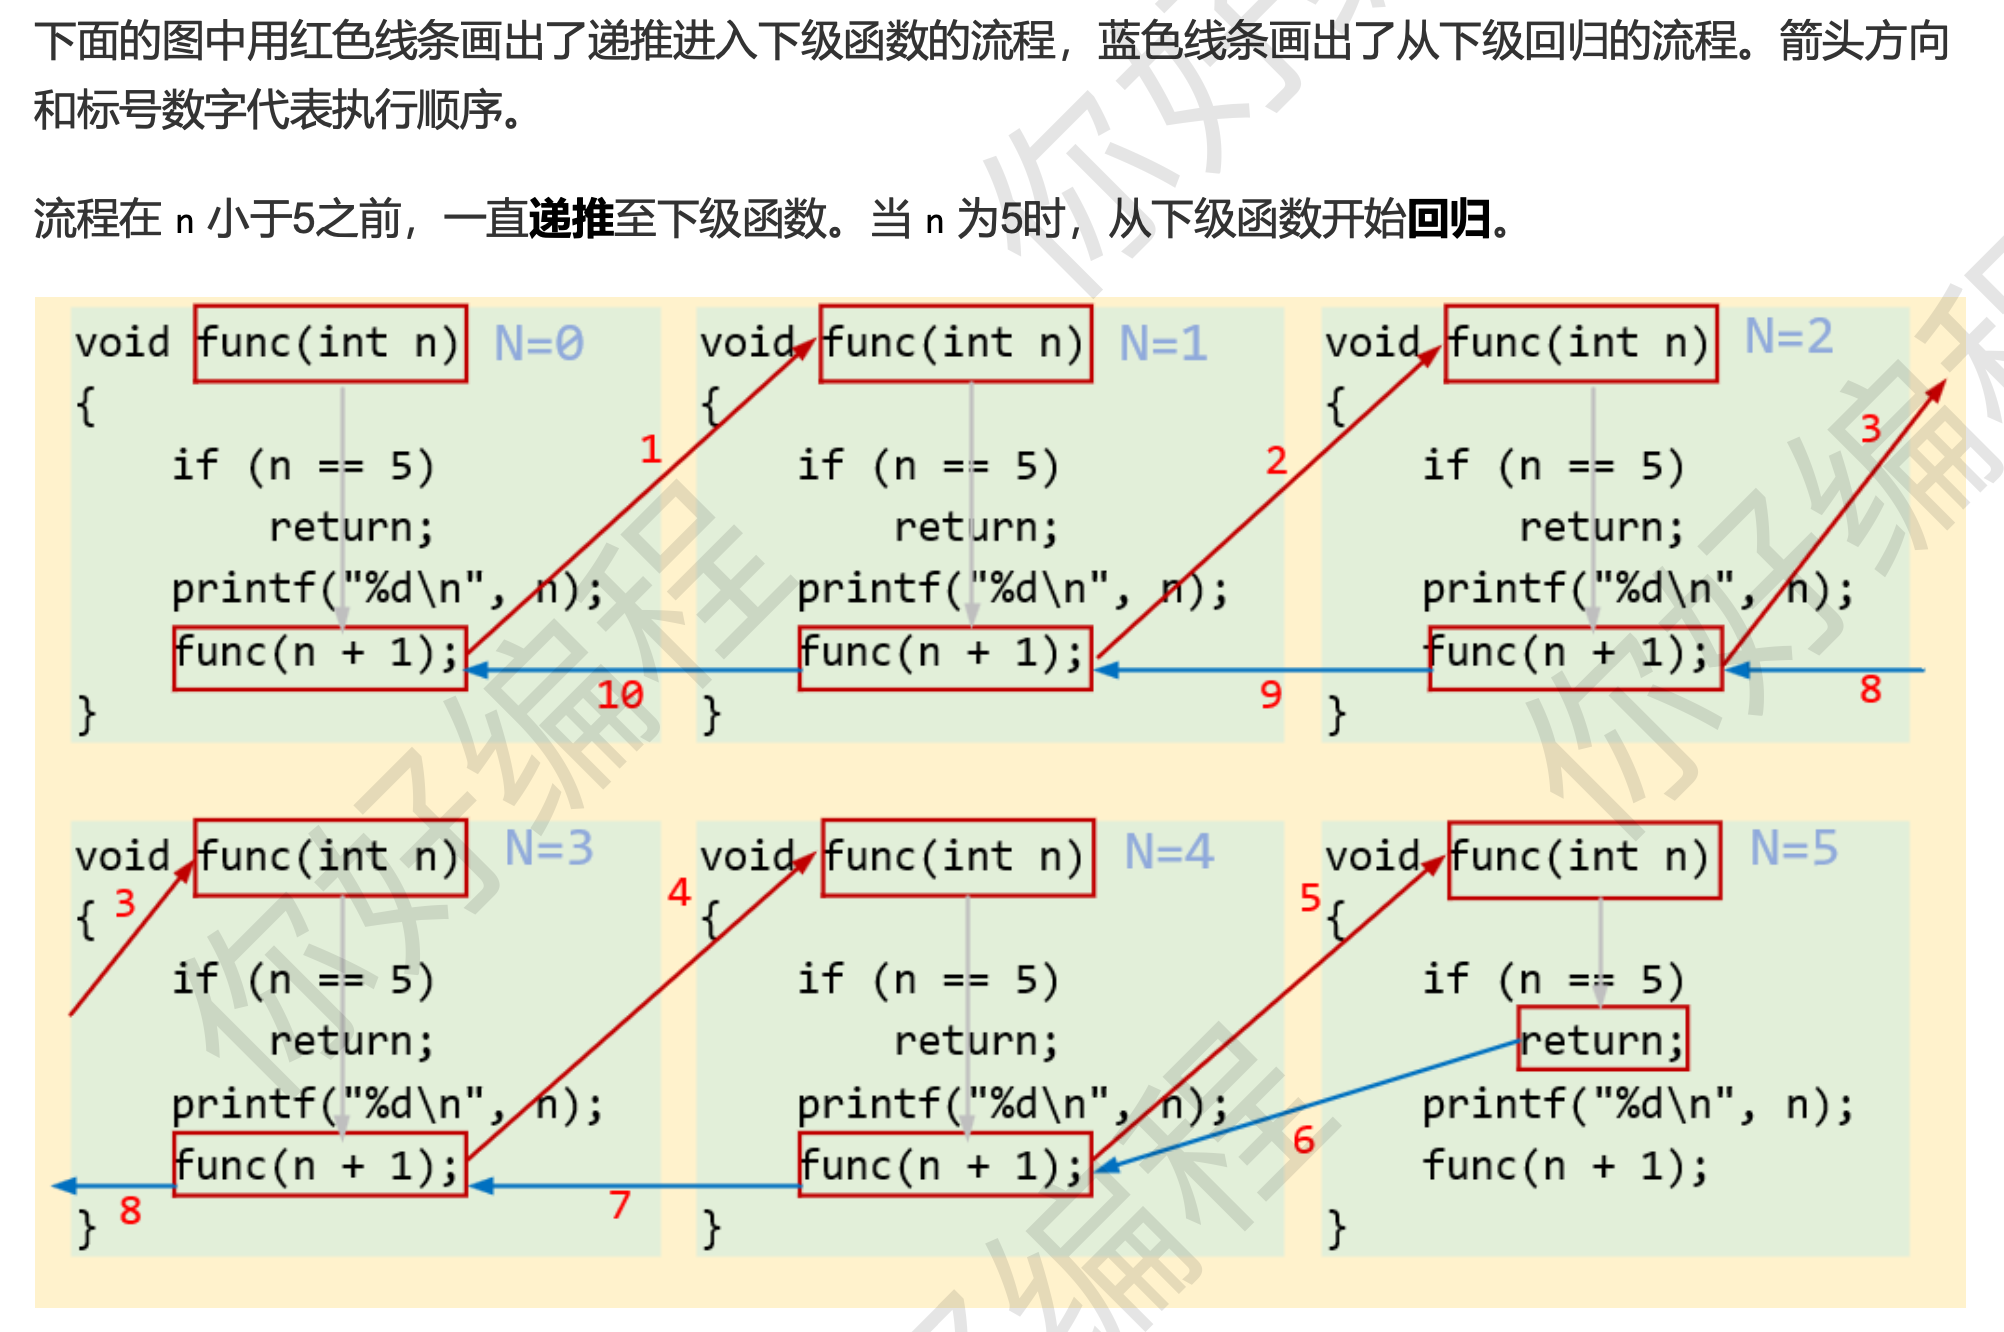 下面的图中用红色线条画出了递推进入下级函数的流程，蓝色线条画出了从下级回归的流程。箭头方向
和标号数字代表执行顺序。
流程在 n 小于5之前，一直递推至下级函数。当 n 为5时，从下级函数开始回归。
void func(int n) N=0
{
if (n == 5)
return;
printf("%d\n", n);
func(n + 1);
}
1
10
void func(int n) N=1
{
if (n == 5)
return;
printf("%d\n", n);
func(n + 1);
}
2
9
void func(int n) N=2
{
if (n == 5)
return;
printf("%d\n", n);
func(n + 1);
}
3
8
void func(int n) N=3
{
if (n == 5)
return;
printf("%d\n", n);
func(n + 1);
}
3
8
4
7
void func(int n) N=4
{
if (n == 5)
return;
printf("%d\n", n);
func(n + 1);
}
5
6
void func(int n) N=5
{
if (n == 5)
return;
printf("%d\n", n);
func(n + 1);
}
你好编程
你好编程
你好编程
好编程